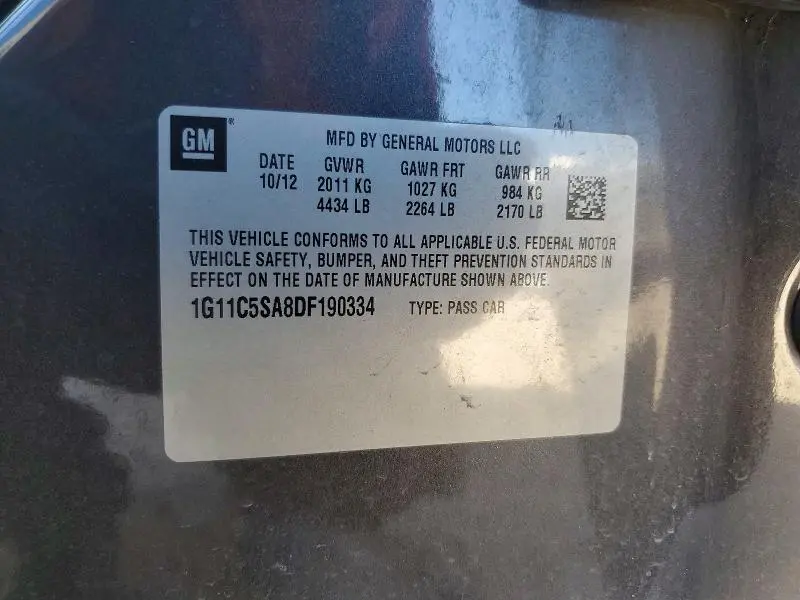 GM®
MFD BY GENERAL MOTORS LLC
DATE GVWR GAWR FRT GAWR RR
10/12 2011 KG 1027 KG 984 KG
4434 LB 2264 LB 2170 LB
THIS VEHICLE CONFORMS TO ALL APPLICABLE U.S. FEDERAL MOTOR
VEHICLE SAFETY, BUMPER, AND THEFT PREVENTION STANDARDS IN
EFFECT ON THE DATE OF MANUFACTURE SHOWN ABOVE.
1G11C5SA8DF190334 TYPE: PASS CAR